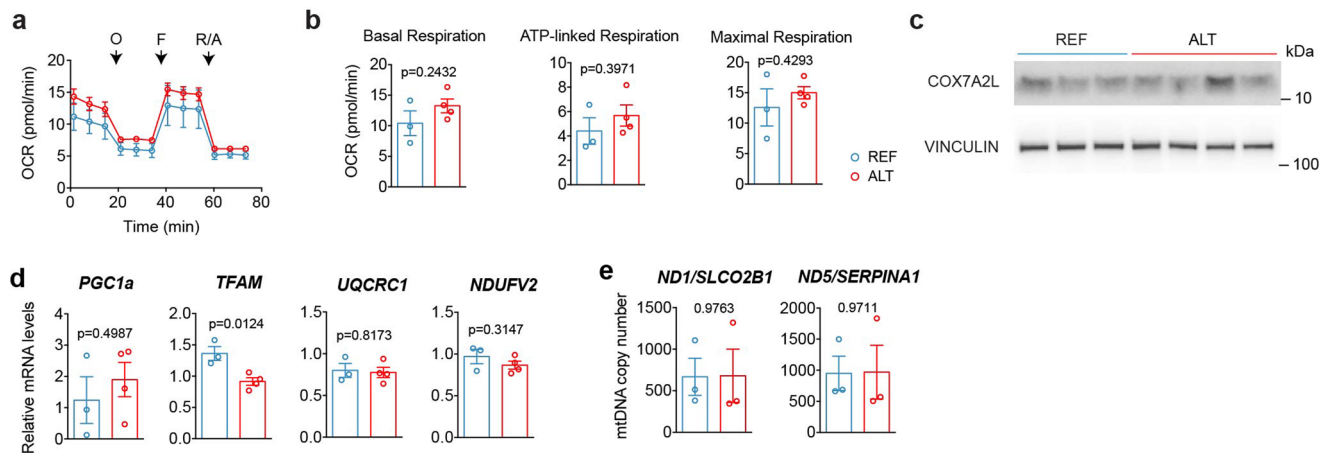 a
O F R/A
OCR (pmol/min)
20
15
10
5
0
0 20 40 60 80
Time (min)
b
Basal Respiration
p=0.2432
OCR (pmol/min)
20
15
10
5
0
ATP-linked Respiration
p=0.3971
10
8
6
4
2
0
Maximal Respiration
p=0.4293
20
15
10
5
0
REF
ALT
c
REF ALT
kDa
COX7A2L
10
VINCULIN
100
d
Relative mRNA levels
PGC1a
p=0.4987
4
3
2
1
0
TFAM
p=0.0124
2.0
1.5
1.0
0.5
0.0
UQCRC1
p=0.8173
1.5
1.0
0.5
0.0
NDUFV2
p=0.3147
1.5
1.0
0.5
0.0
e
mtDNA copy number
ND1/SLCO2B1
0.9763
1500
1000
500
0
ND5/SERPINA1
0.9711
2000
1500
1000
500
0